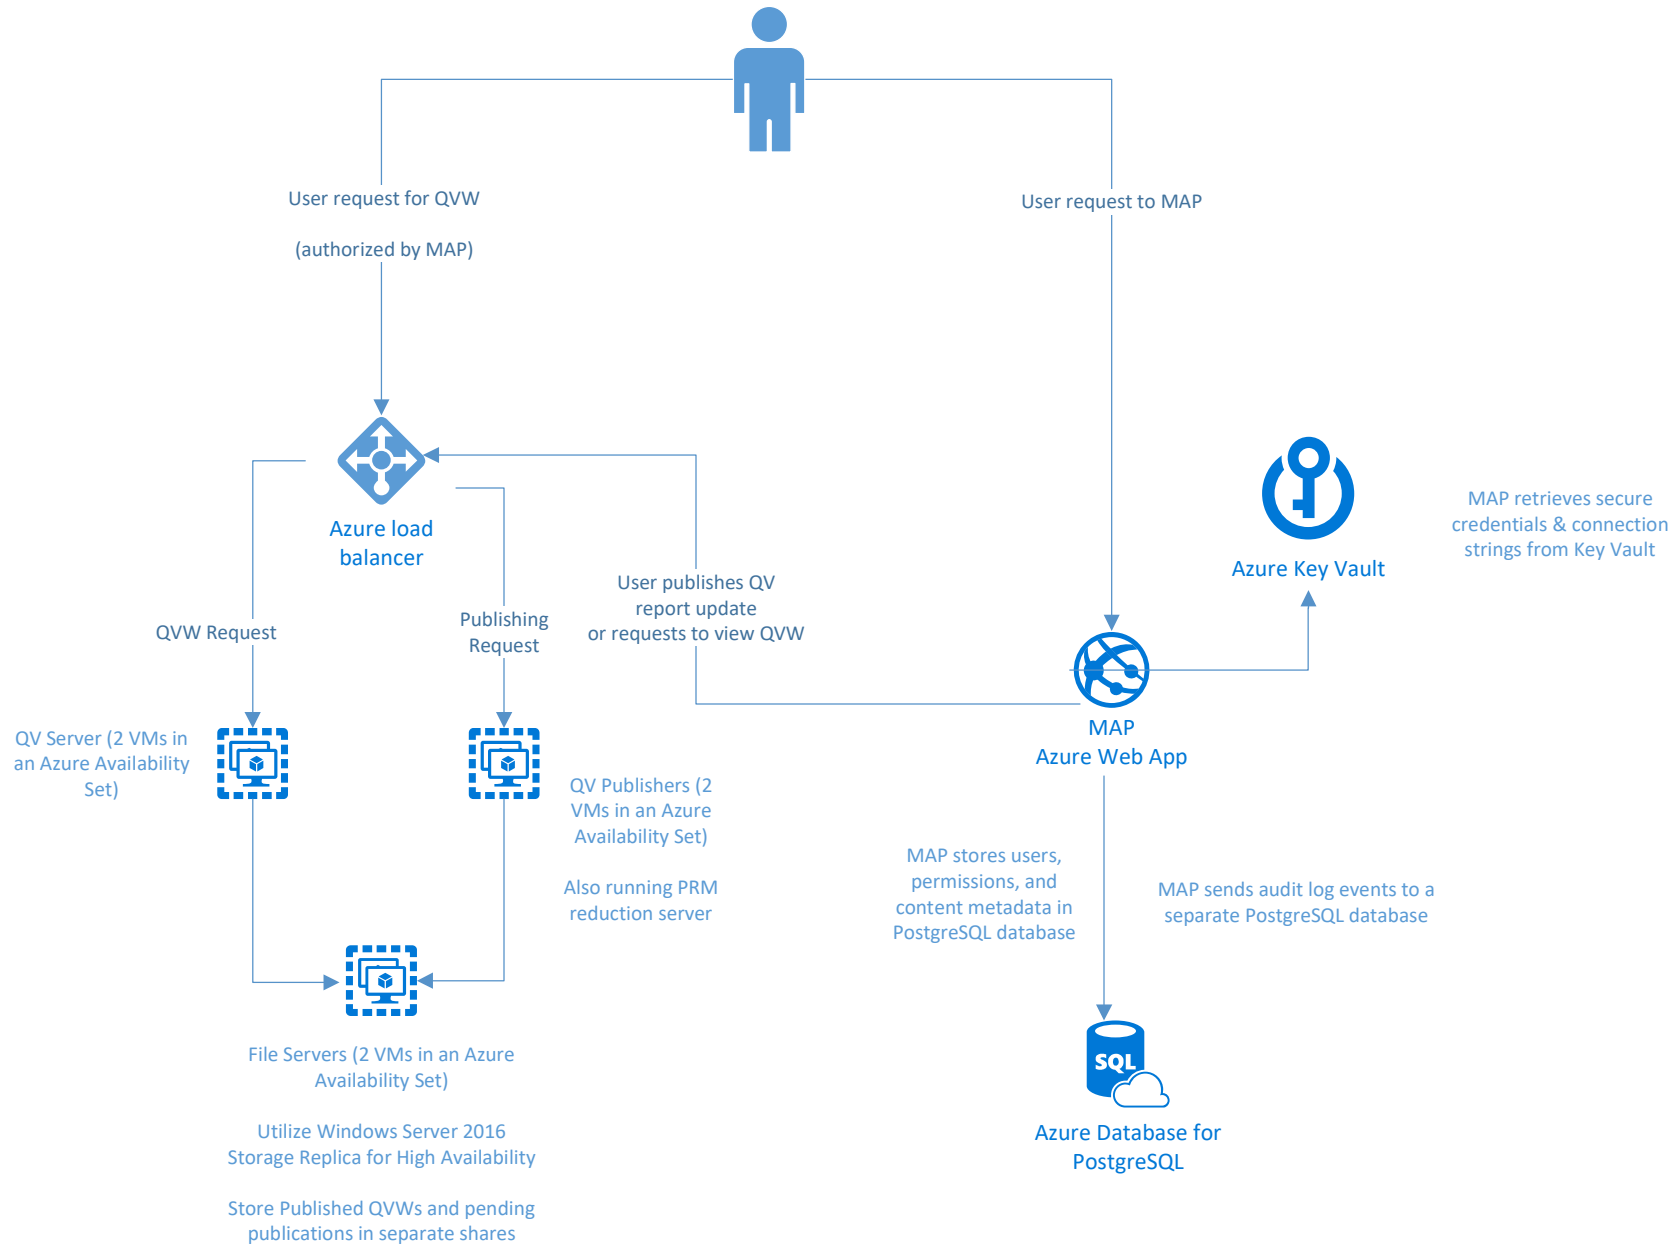 User request for QVW
(authorized by MAP)
User request to MAP
Azure load
balancer
Azure Key Vault
MAP retrieves secure
credentials & connection
strings from Key Vault
User publishes QV
report update
or requests to view QVW
QVW Request
Publishing
Request
MAP
Azure Web App
QV Server (2 VMs in
an Azure Availability
Set)
QV Publishers (2
VMs in an Azure
Availability Set)
Also running PRM
reduction server
MAP stores users,
permissions, and
content metadata in
PostgreSQL database
MAP sends audit log events to a
separate PostgreSQL database
File Servers (2 VMs in an Azure
Availability Set)
Utilize Windows Server 2016
Storage Replica for High Availability
Store Published QVWs and pending
publications in separate shares
SQL
Azure Database for
PostgreSQL